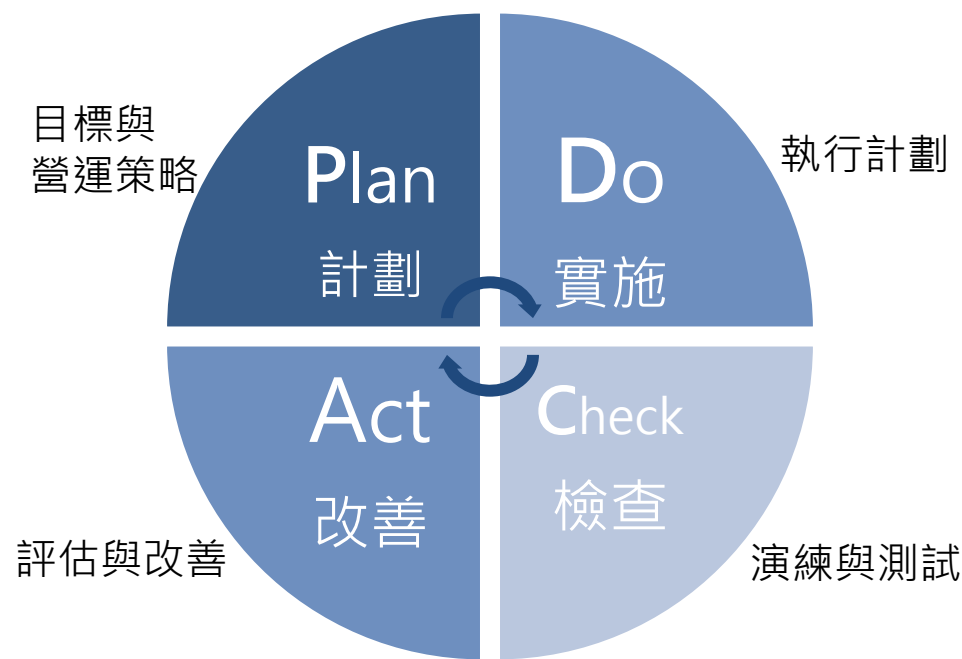 目標與
營運策略
Plan
計劃
Do
實施
執行計劃
Act
改善
評估與改善
Check
檢查
演練與測試